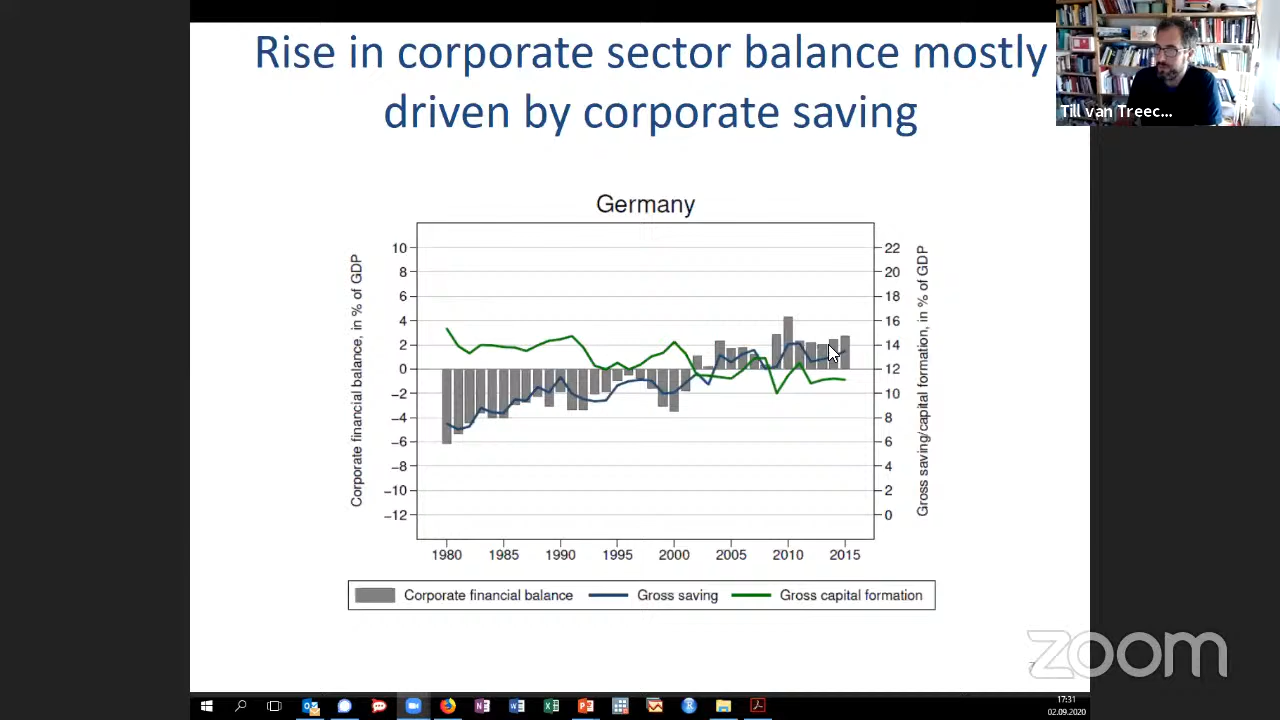 Rise in corporate sector balance mostly
driven by corporate saving
Till van Treec...
Germany
Corporate financial balance, in % of GDP
10
8
6
4
2
0
−2
−4
−6
−8
−10
−12
22
20
18
16
14
12
10
8
6
4
2
0
Gross saving/capital formation, in % of GDP
1980 1985 1990 1995 2000 2005 2010 2015
Corporate financial balance Gross saving Gross capital formation
zoom
17:31
02.09.2020